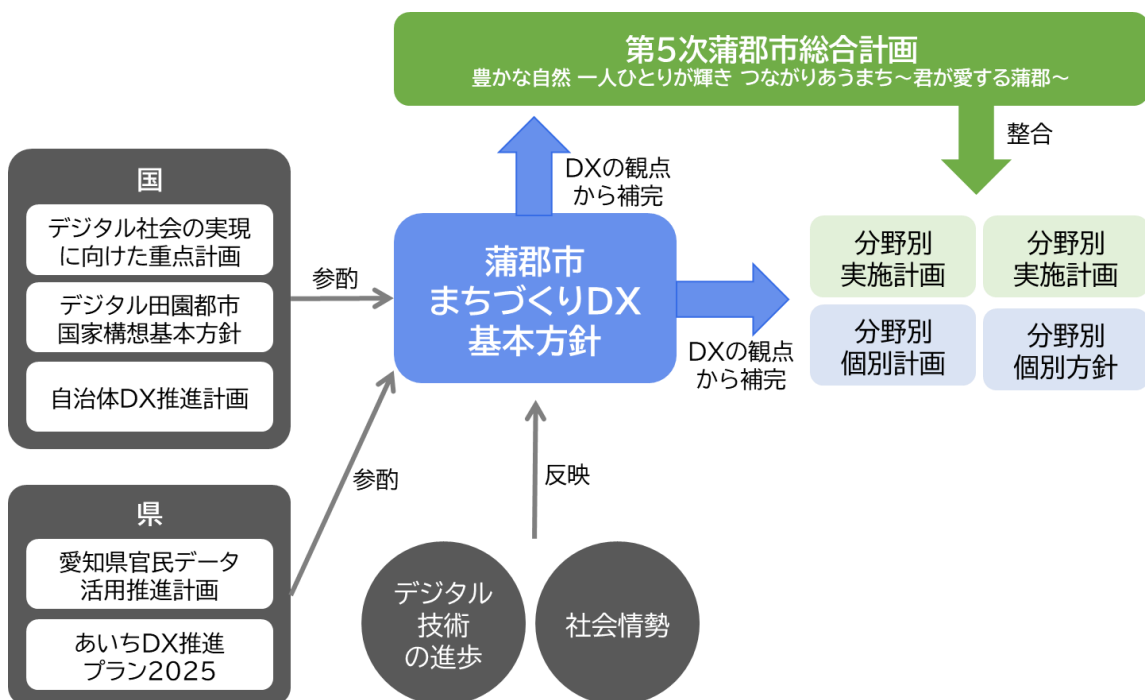 第5次蒲郡市総合計画
豊かな自然 一人ひとりが輝き つながりあうまち～君が愛する蒲郡～
整合
DXの観点
から補完
国
デジタル社会の実現
に向けた重点計画
デジタル田園都市
国家構想基本方針
自治体DX推進計画
参酌
蒲郡市
まちづくりDX
基本方針
DXの観点
から補完
分野別
実施計画
分野別
実施計画
分野別
個別計画
分野別
個別方針
県
愛知県官民データ
活用推進計画
あいちDX推進
プラン2025
参酌
反映
デジタル
技術
の進歩
社会情勢